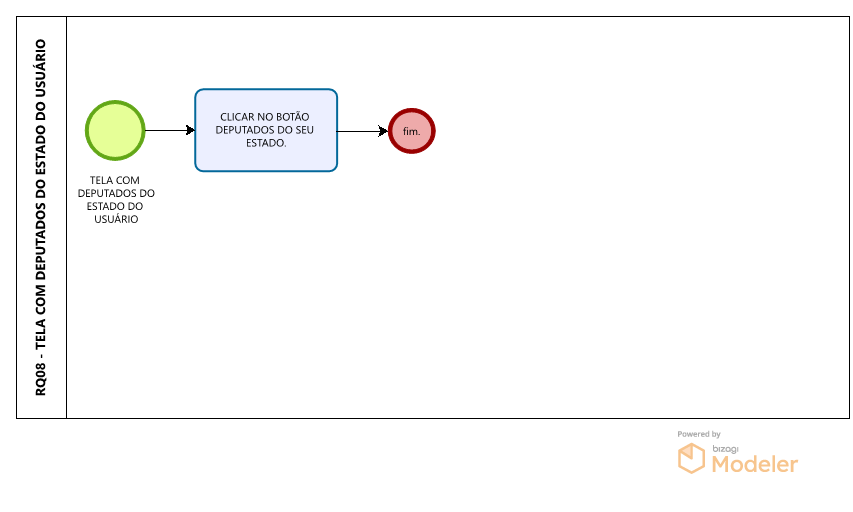 RQ08 - TELA COM DEPUTADOS DO ESTADO DO USUÁRIO
TELA COM
DEPUTADOS DO
ESTADO DO
USUÁRIO
CLICAR NO BOTÃO
DEPUTADOS DO SEU
ESTADO.
fim.
Powered by
bizagi
Modeler